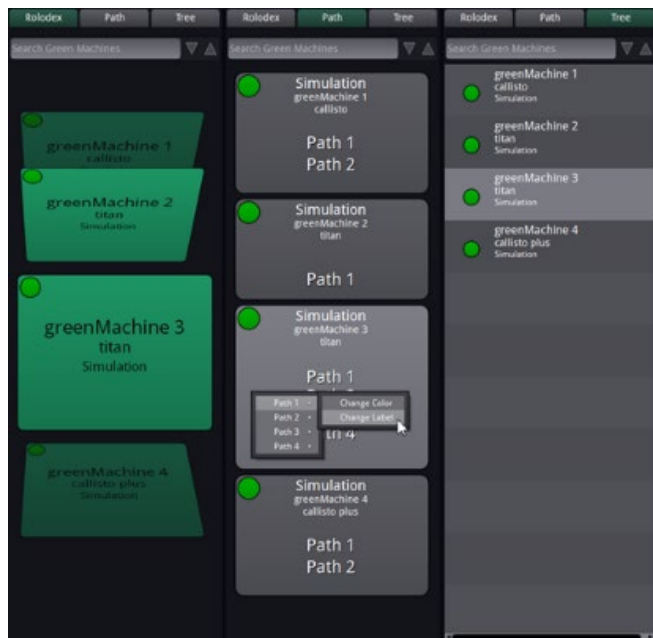 Rolodex Path Tree
Search Green Machines
greenMachine 1
callisto
greenMachine 2
titan
Simulation
greenMachine 3
titan
Simulation
greenMachine 4
callisto plus
Simulation
Rolodex Path Tree
Search Green Machines
Simulation
greenMachine 1
callisto
Path 1
Path 2
Simulation
greenMachine 2
titan
Path 1
Simulation
greenMachine 3
titan
Path 1
Path 1 Change Color
Path 2 Change Label
Path 3
Path 4
Simulation
greenMachine 4
callisto plus
Path 1
Path 2
Rolodex Path Tree
Search Green Machines
greenMachine 1
callisto
Simulation
greenMachine 2
titan
Simulation
greenMachine 3
titan
Simulation
greenMachine 4
callisto plus
Simulation